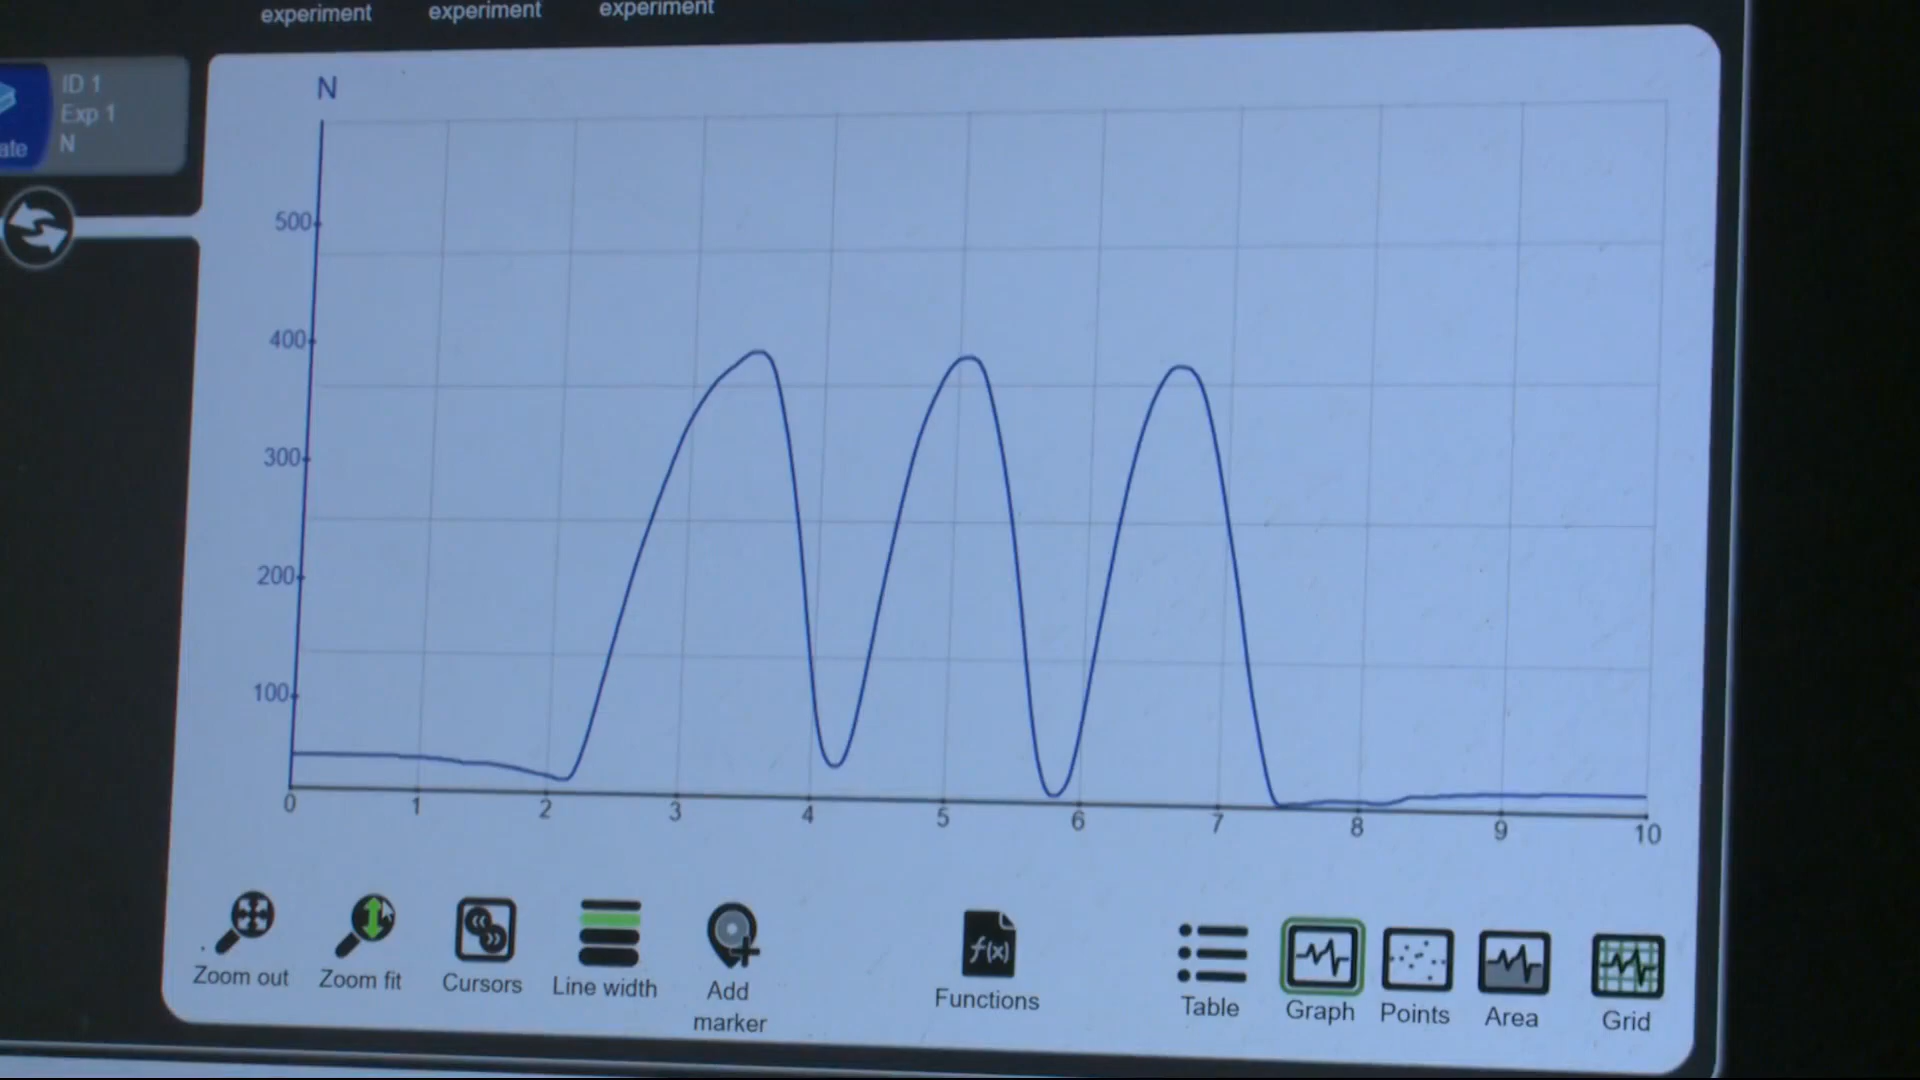 experiment experiment experiment
ID 1
Exp 1
N
ate
N
500
400
300
200
100
0 1 2 3 4 5 6 7 8 9 10
Zoom out Zoom fit Cursors Line width Add marker Functions Table Graph Points Area Grid
f(x)